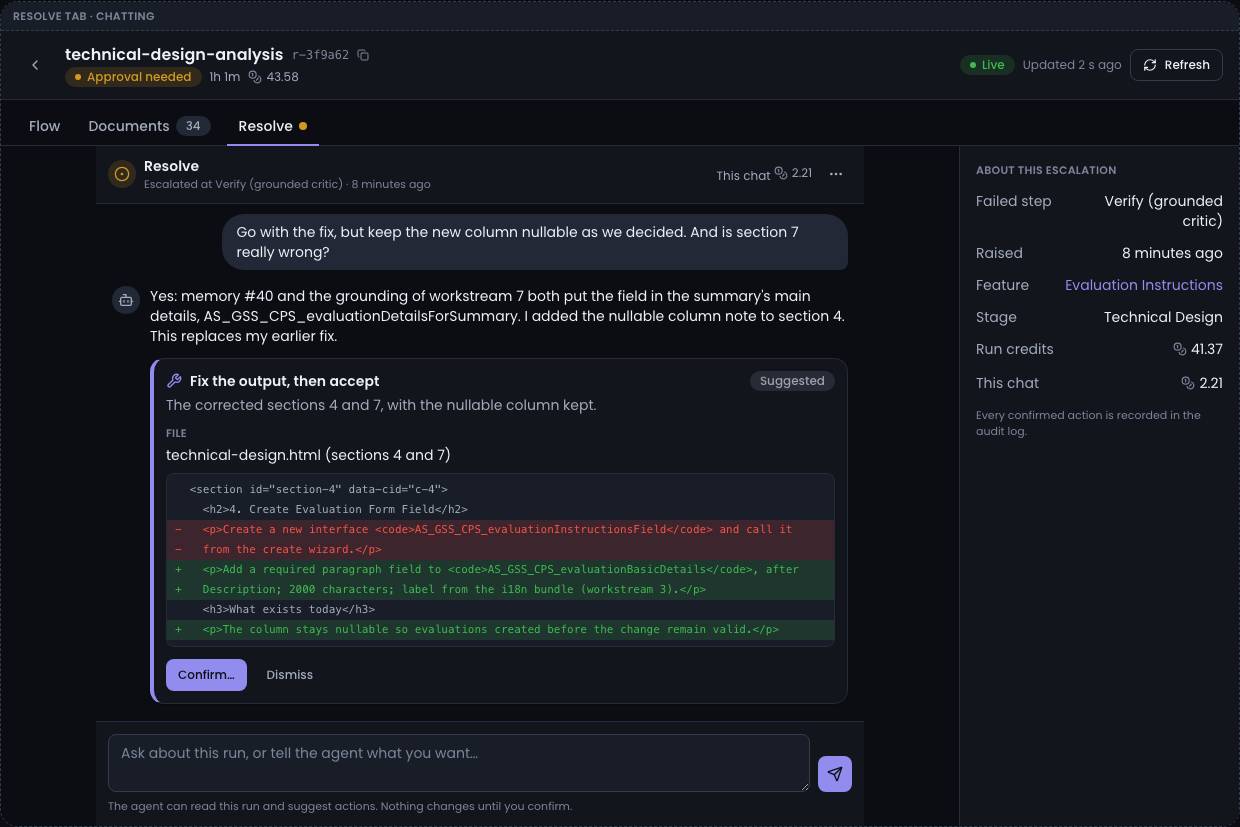 RESOLVE TAB · CHATTING
technical-design-analysis r-3f9a62
Approval needed 1h 1m 43.58
Live Updated 2 s ago Refresh
Flow Documents 34 Resolve
Resolve
Escalated at Verify (grounded critic) · 8 minutes ago
This chat 2.21
Go with the fix, but keep the new column nullable as we decided. And is section 7
really wrong?
Yes: memory #40 and the grounding of workstream 7 both put the field in the summary's main
details, AS_GSS_CPS_evaluationDetailsForSummary. I added the nullable column note to section 4.
This replaces my earlier fix.
Fix the output, then accept Suggested
The corrected sections 4 and 7, with the nullable column kept.
FILE
technical-design.html (sections 4 and 7)
<section id="section-4" data-cid="c-4">
<h2>4. Create Evaluation Form Field</h2>
- <p>Create a new interface <code>AS_GSS_CPS_evaluationInstructionsField</code> and call it
- from the create wizard.</p>
+ <p>Add a required paragraph field to <code>AS_GSS_CPS_evaluationBasicDetails</code>, after
+ Description; 2000 characters; label from the i18n bundle (workstream 3).</p>
<h3>What exists today</h3>
+ <p>The column stays nullable so evaluations created before the change remain valid.</p>
Confirm… Dismiss
Ask about this run, or tell the agent what you want…
The agent can read this run and suggest actions. Nothing changes until you confirm.
ABOUT THIS ESCALATION
Failed step Verify (grounded
critic)
Raised 8 minutes ago
Feature Evaluation Instructions
Stage Technical Design
Run credits 41.37
This chat 2.21
Every confirmed action is recorded in the
audit log.